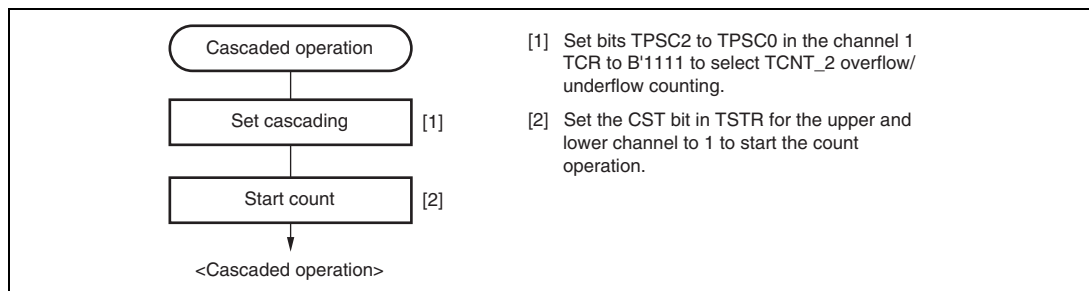 Cascaded operation
Set cascading
[1]
Start count
[2]
<Cascaded operation>
[1] Set bits TPSC2 to TPSC0 in the channel 1
TCR to B'1111 to select TCNT_2 overflow/
underflow counting.
[2] Set the CST bit in TSTR for the upper and
lower channel to 1 to start the count
operation.